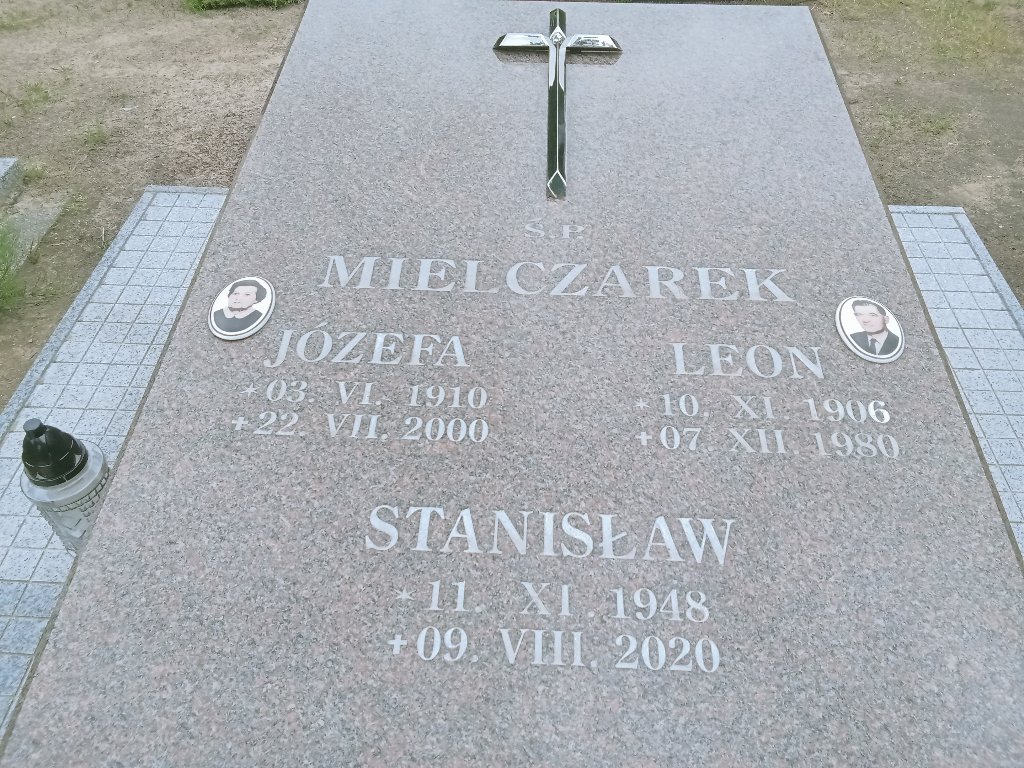 Ś.P.
MIELCZAREK
JÓZEFA
* 03. VI. 1910
+ 22. VII. 2000
LEON
* 10. XI. 1906
+ 07. XII. 1980
STANISŁAW
* 11. XI. 1948
+ 09. VIII. 2020